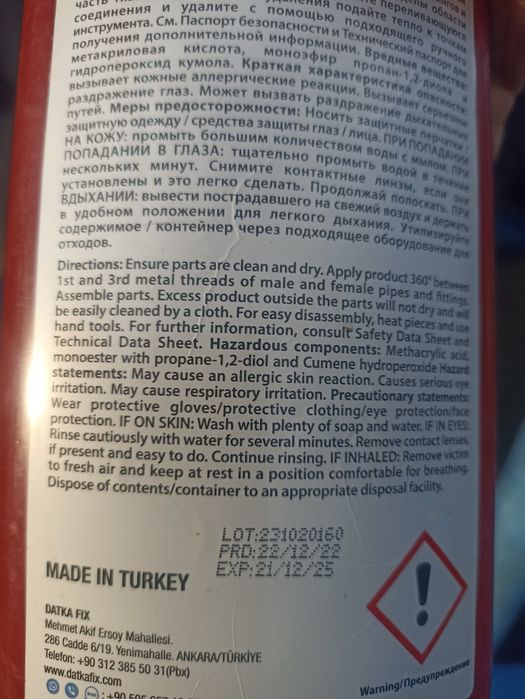 соединения и удалите с помощью подходящего ручного
инструмента. См. Паспорт безопасности и Технический паспорт для
получения дополнительной информации. Вредные вещества:
метакриловая кислота, моноэфир пропан-1,2-диола и
гидропероксид кумола. Краткая характеристика опасности:
вызывает кожные аллергические реакции. Вызывает серьезное
раздражение глаз. Может вызвать раздражение дыхательных
путей. Меры предосторожности: Носить защитные перчатки /
защитную одежду / средства защиты глаз / лица. ПРИ ПОПАДАНИИ
НА КОЖУ: промыть большим количеством воды с мылом. ПРИ
ПОПАДАНИИ В ГЛАЗА: тщательно промыть водой в течение
нескольких минут. Снимите контактные линзы, если они
установлены и это легко сделать. Продолжай полоскать. ПРИ
ВДЫХАНИИ: вывести пострадавшего на свежий воздух и держать
в удобном положении для легкого дыхания. Утилизируйте
содержимое / контейнер через подходящее оборудование для
отходов.
Directions: Ensure parts are clean and dry. Apply product 360° between
1st and 3rd metal threads of male and female pipes and fittings.
Assemble parts. Excess product outside the parts will not dry and will
be easily cleaned by a cloth. For easy disassembly, heat pieces and use
hand tools. For further information, consult Safety Data Sheet and
Technical Data Sheet. Hazardous components: Methacrylic acid,
monoester with propane-1,2-diol and Cumene hydroperoxide Hazard
statements: May cause an allergic skin reaction. Causes serious eye
irritation. May cause respiratory irritation. Precautionary statements:
Wear protective gloves/protective clothing/eye protection/face
protection. IF ON SKIN: Wash with plenty of soap and water. IF IN EYES:
Rinse cautiously with water for several minutes. Remove contact lenses,
if present and easy to do. Continue rinsing. IF INHALED: Remove victim
to fresh air and keep at rest in a position comfortable for breathing.
Dispose of contents/container to an appropriate disposal facility.
LOT:231020160
PRD:22/12/22
EXP:21/12/25
MADE IN TURKEY
DATKA FIX
Mehmet Akif Ersoy Mahallesi.
286 Cadde 6/19. Yenimahalle. ANKARA/TÜRKİYE
Telefon: +90 312 385 50 31(Pbx)
www.datkafix.com
Warning/Предупреждение